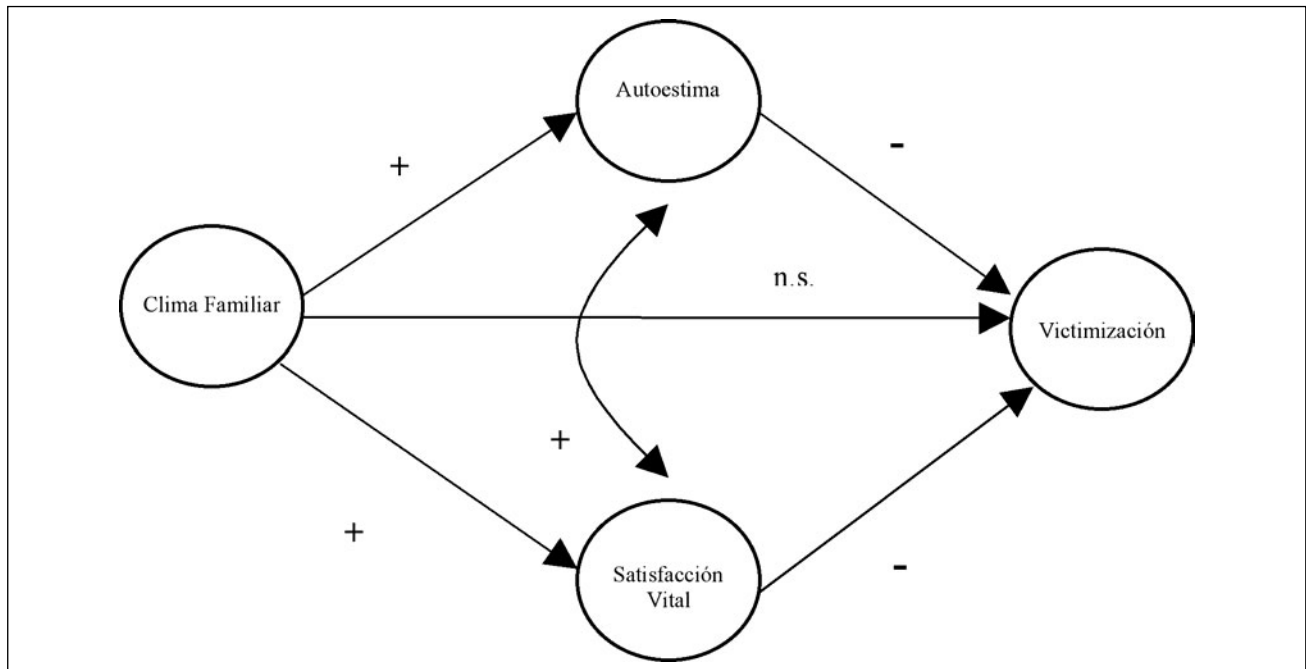 Autoestima
-
+
n.s.
Clima Familiar
Victimización
+
+
Satisfacción
Vital
-